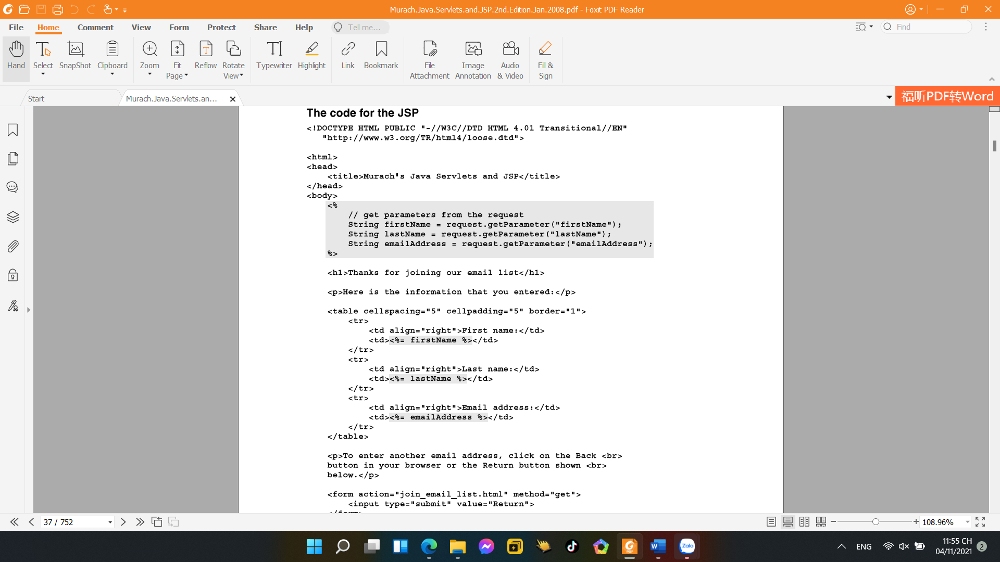 Murach.Java.Servlets.and.JSP.2nd.Edition.Jan.2008.pdf - Foxit PDF Reader
File Home Comment View Form Protect Share Help Tell me... Find
Hand Select SnapShot Clipboard Zoom Fit Page Reflow Rotate View Typewriter Highlight Link Bookmark File Attachment Image Annotation Audio & Video Fill & Sign
Start Murach.Java.Servlets.an... 福昕PDF转Word
The code for the JSP
<!DOCTYPE HTML PUBLIC "-//W3C//DTD HTML 4.01 Transitional//EN"
"http://www.w3.org/TR/html4/loose.dtd">
<html>
<head>
<title>Murach's Java Servlets and JSP</title>
</head>
<body>
<%
// get parameters from the request
String firstName = request.getParameter("firstName");
String lastName = request.getParameter("lastName");
String emailAddress = request.getParameter("emailAddress");
%>
<h1>Thanks for joining our email list</h1>
<p>Here is the information that you entered:</p>
<table cellspacing="5" cellpadding="5" border="1">
<tr>
<td align="right">First name:</td>
<td><%= firstName %></td>
</tr>
<tr>
<td align="right">Last name:</td>
<td><%= lastName %></td>
</tr>
<tr>
<td align="right">Email address:</td>
<td><%= emailAddress %></td>
</tr>
</table>
<p>To enter another email address, click on the Back <br>
button in your browser or the Return button shown <br>
below.</p>
<form action="join_email_list.html" method="get">
<input type="submit" value="Return">
</form>
37 / 752 108.96%
Zalo
ENG
11:55 CH
04/11/2021
2